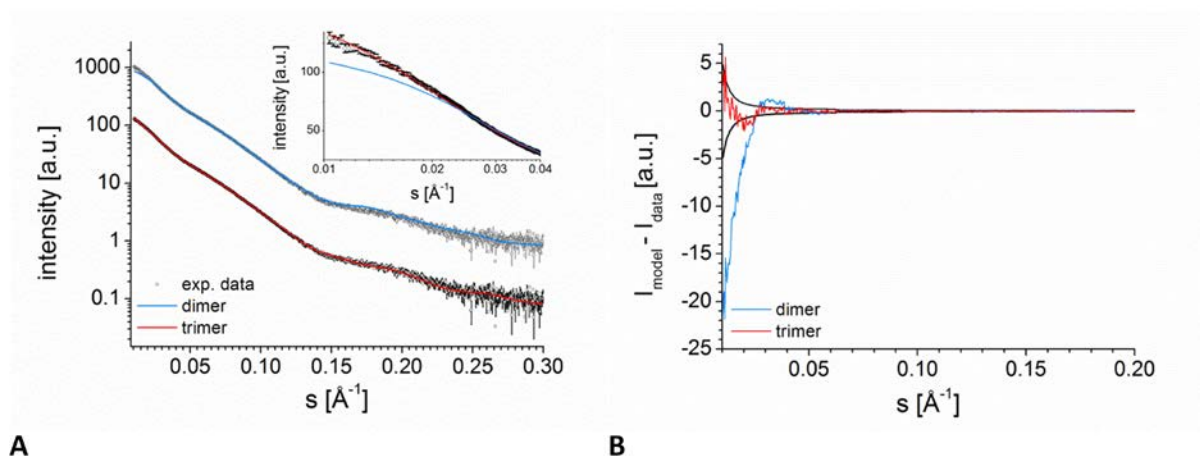 1000
100
10
1
0.1
intensity [a.u.]
exp. data
dimer
trimer
0.05
0.10
0.15
0.20
0.25
0.30
s [Å⁻¹]
intensity [a.u.]
100
50
0.01
0.02
0.03
0.04
s [Å⁻¹]
A
5
0
-5
-10
-15
-20
-25
I_model - I_data [a.u.]
dimer
trimer
0.05
0.10
0.15
0.20
s [Å⁻¹]
B